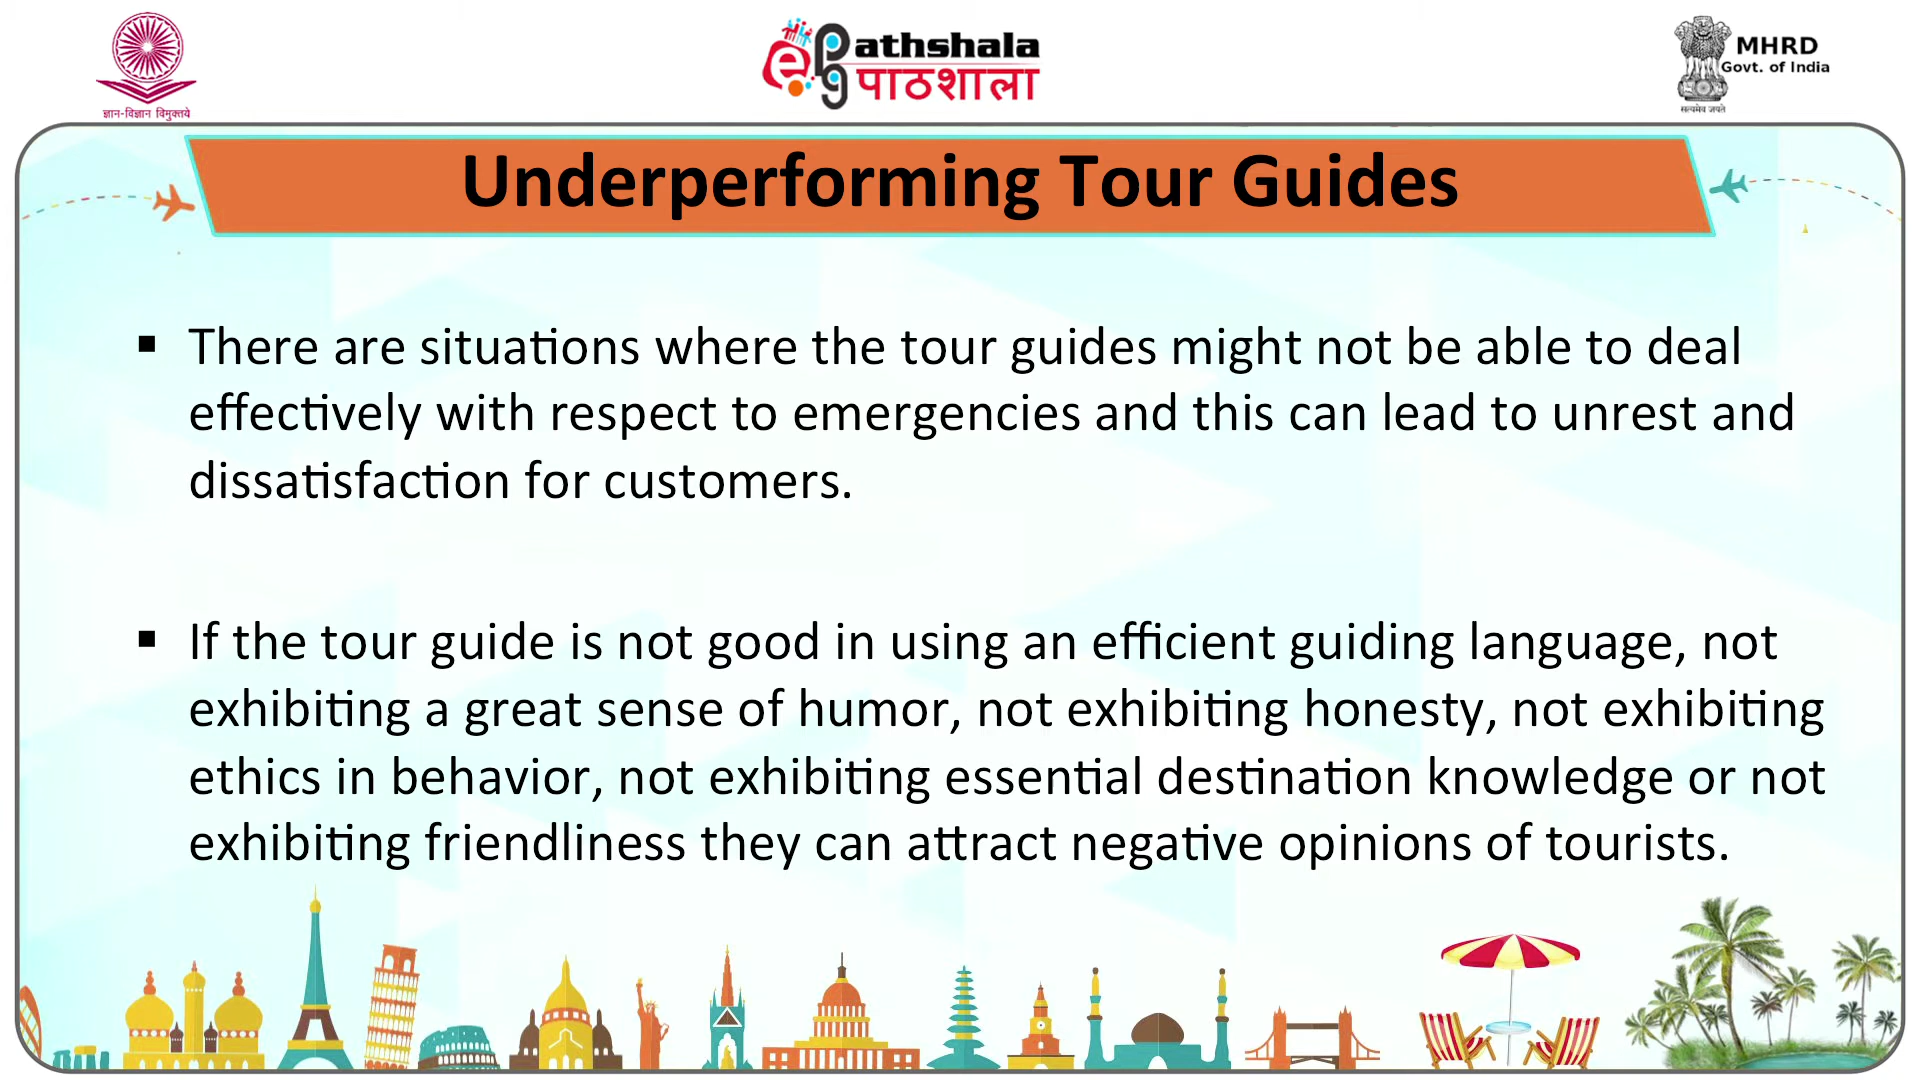 ज्ञान-विज्ञान विमुक्तये
ePG athshala
पाठशाला
MHRD
Govt. of India
सत्यमेव जयते
Underperforming Tour Guides
▪ There are situations where the tour guides might not be able to deal
effectively with respect to emergencies and this can lead to unrest and
dissatisfaction for customers.
▪ If the tour guide is not good in using an efficient guiding language, not
exhibiting a great sense of humor, not exhibiting honesty, not exhibiting
ethics in behavior, not exhibiting essential destination knowledge or not
exhibiting friendliness they can attract negative opinions of tourists.